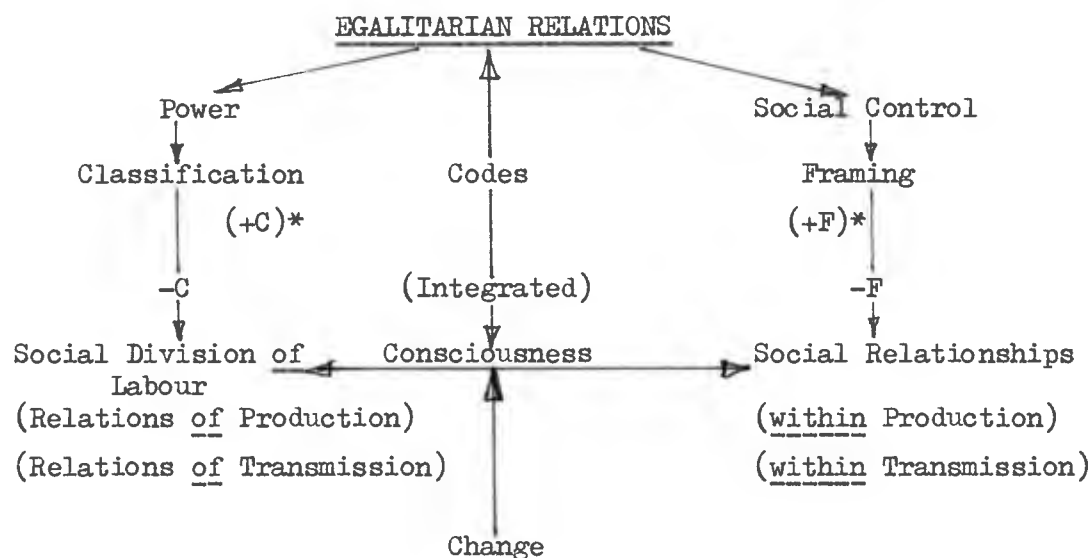 EGALITARIAN RELATIONS
Power Social Control
Classification Codes Framing
(+C)* (+F)*
-C (Integrated) -F
Social Division of Consciousness Social Relationships
Labour
(Relations of Production) (within Production)
(Relations of Transmission) (within Transmission)
Change